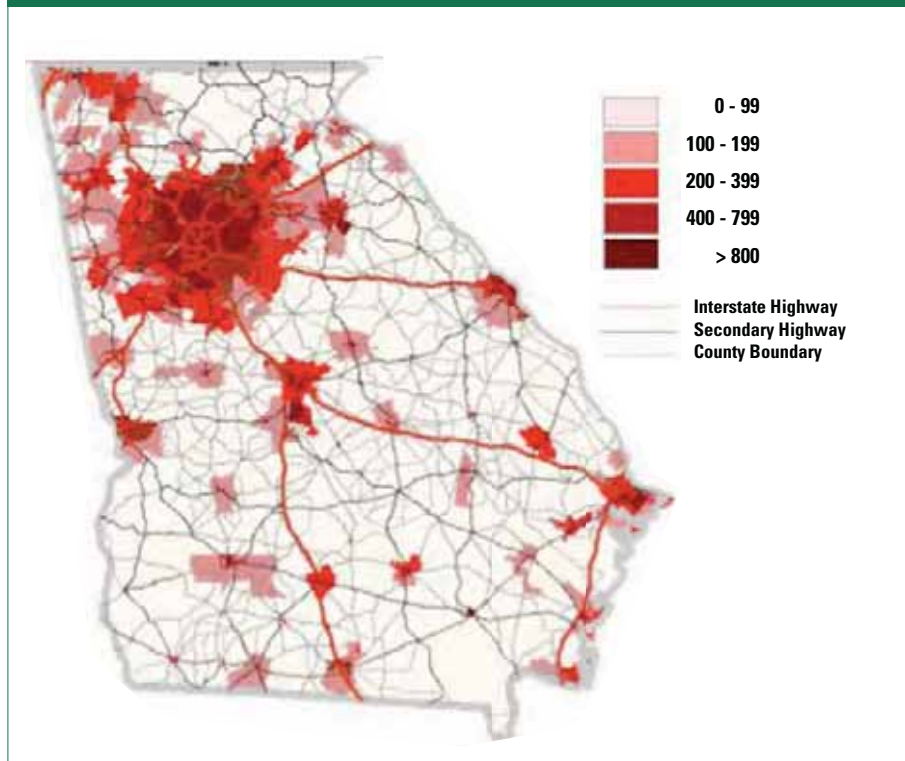 0 - 99
100 - 199
200 - 399
400 - 799
> 800
Interstate Highway
Secondary Highway
County Boundary